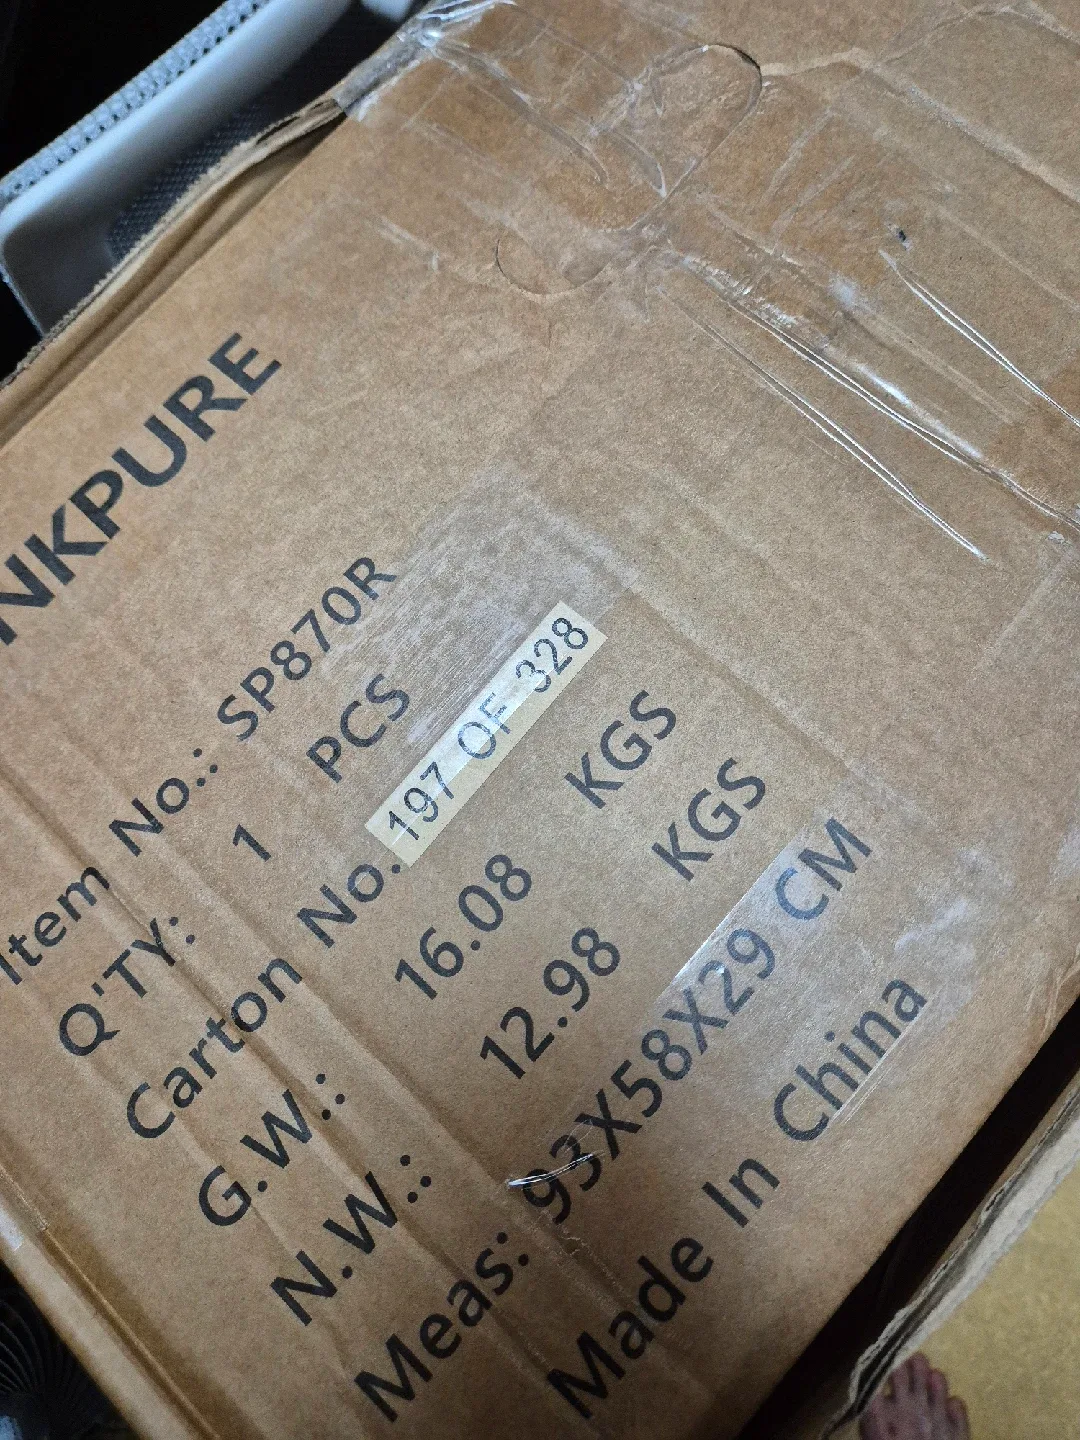 NKPURE
Item No.: SP870R
Q'TY: 1 PCS
Carton No. 197 OF 328
G.W.: 16.08 KGS
N.W.: 12.98 KGS
Meas: 93X58X29 CM
Made In China